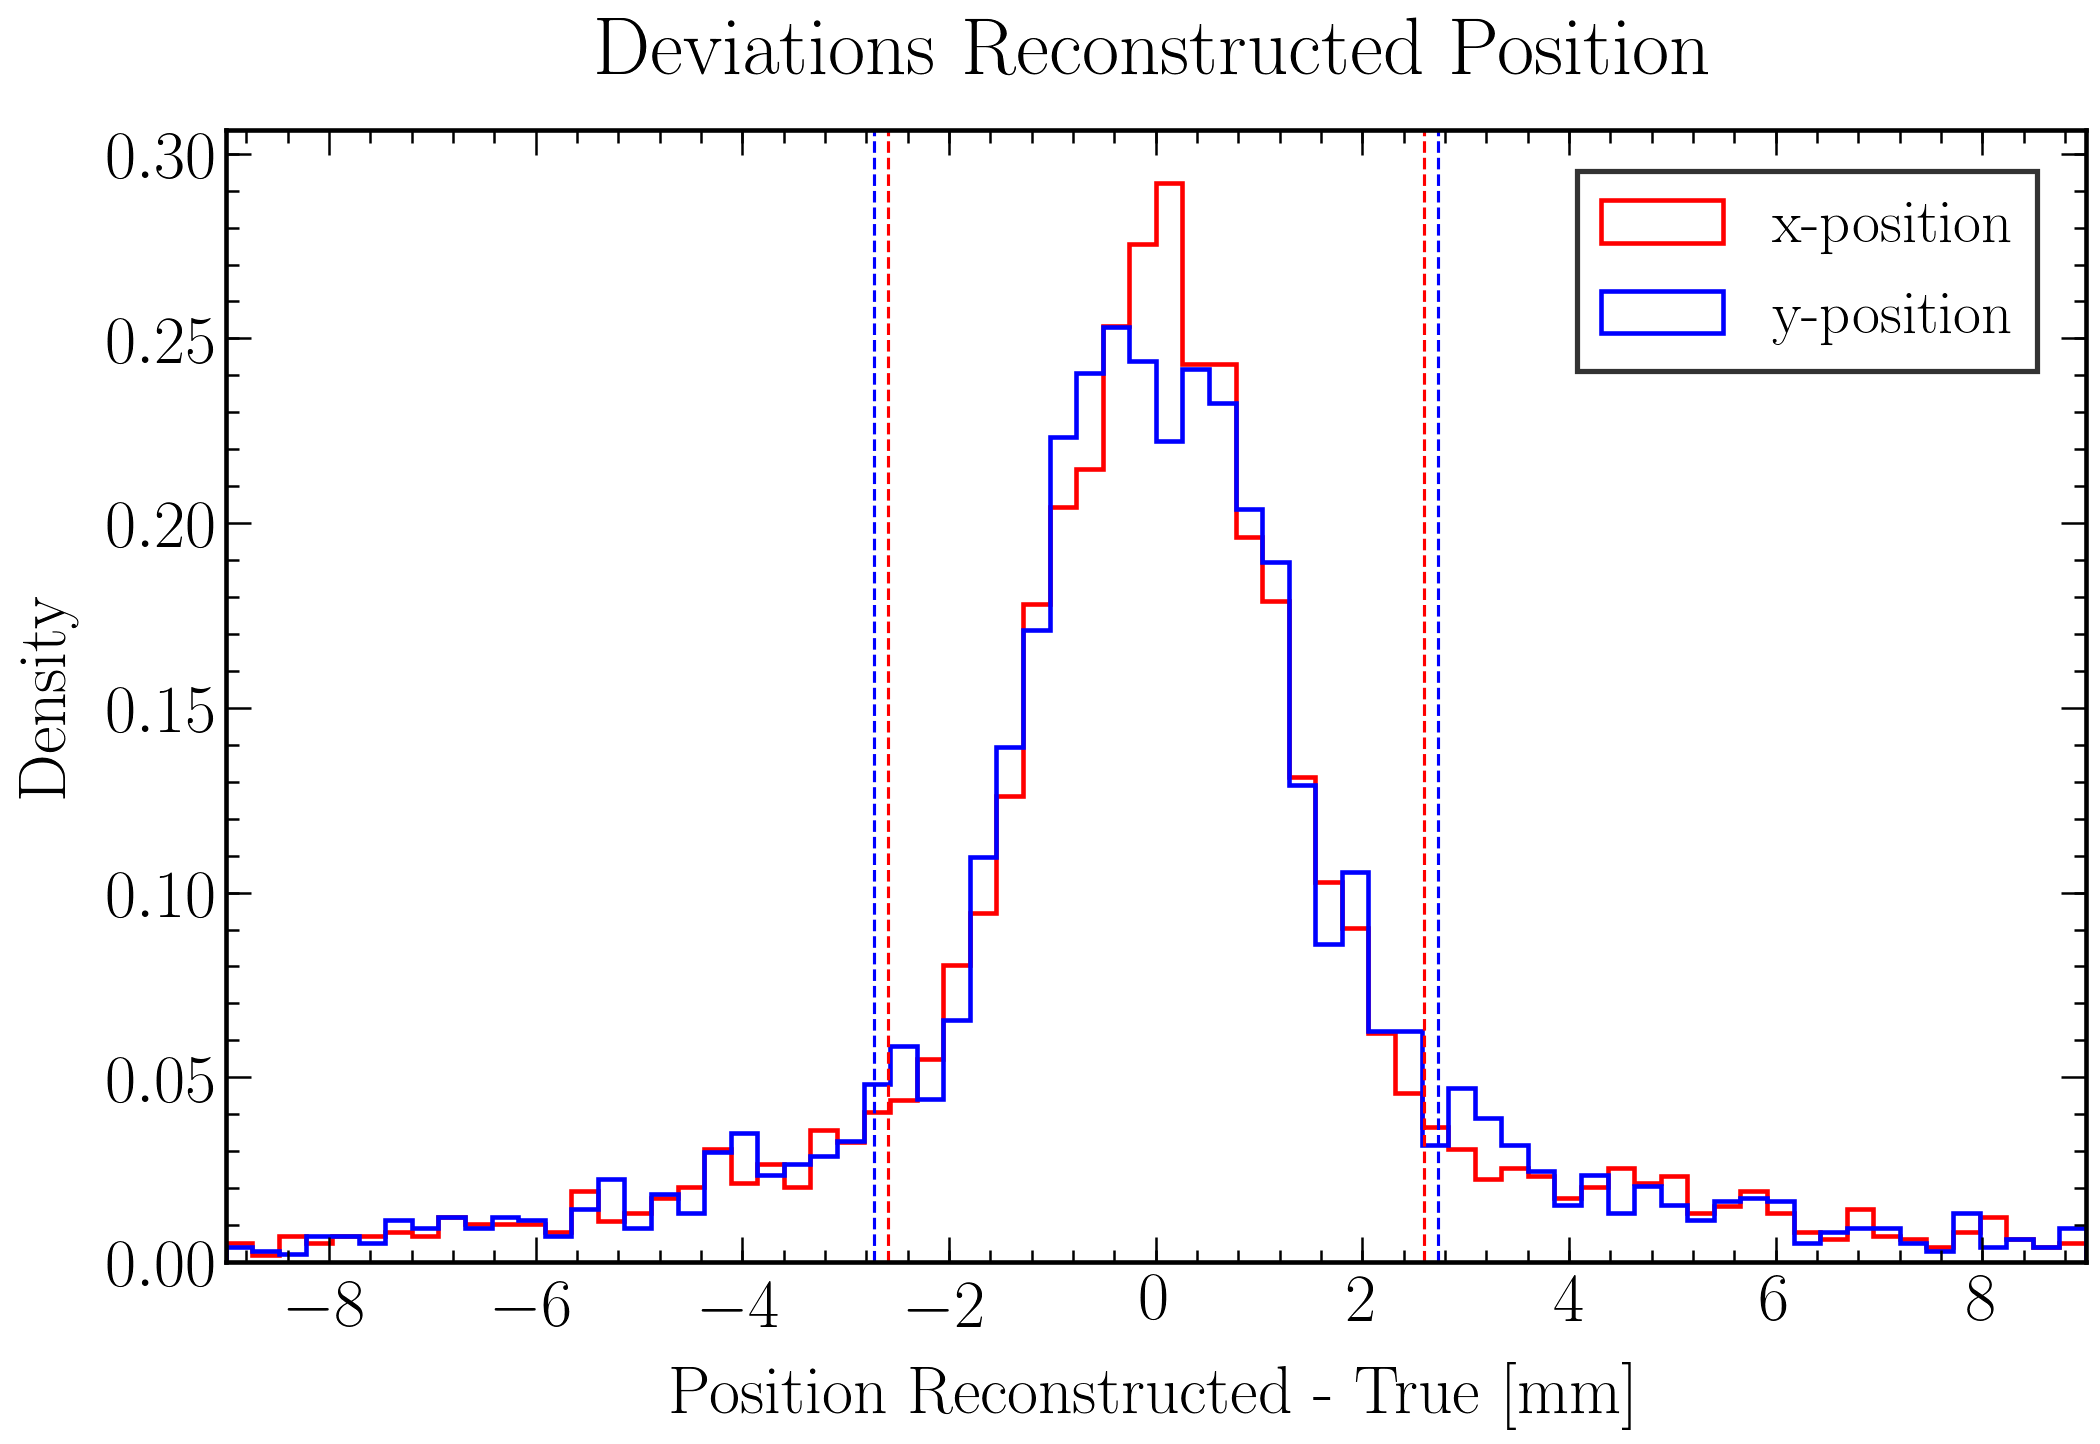 Deviations Reconstructed Position
0.30
0.25
0.20
0.15
0.10
0.05
0.00
Density
x-position
y-position
−8 −6 −4 −2 0 2 4 6 8
Position Reconstructed - True [mm]